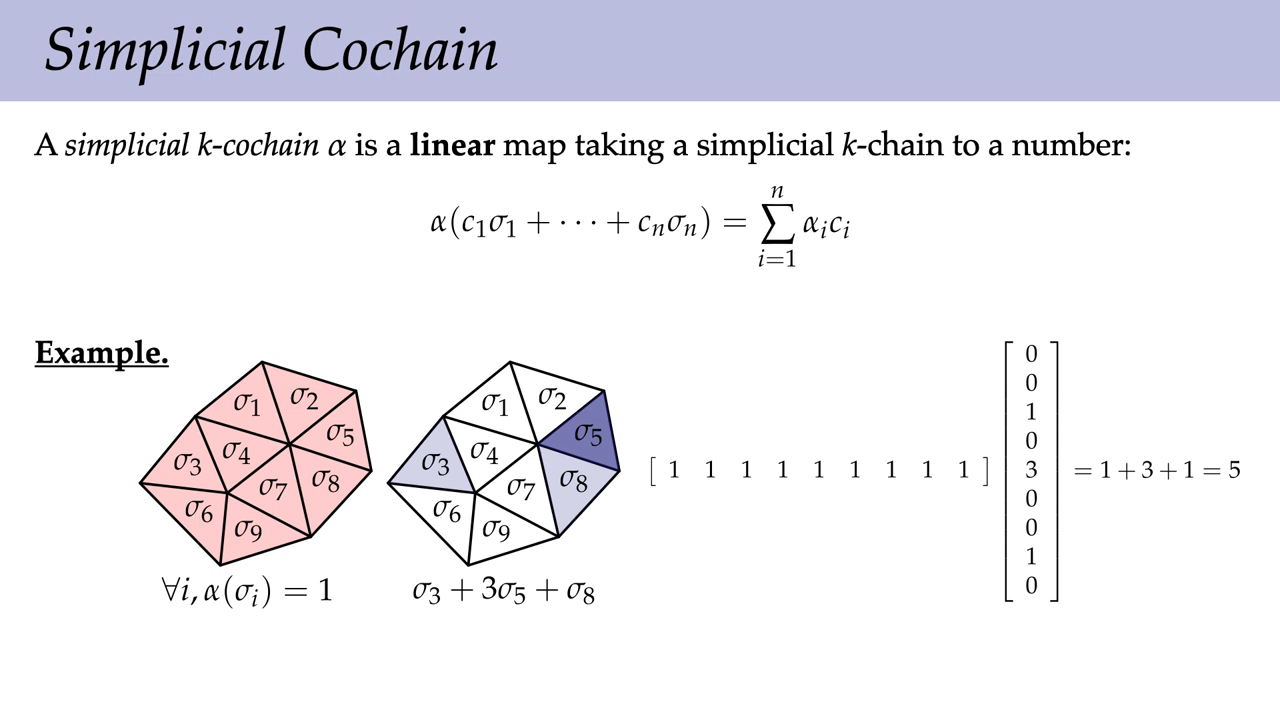 Simplicial Cochain
A simplicial k-cochain α is a linear map taking a simplicial k-chain to a number:
α(c₁σ₁ + ⋯ + cₙσₙ) = ∑ᵢ₌₁ⁿ αᵢcᵢ
Example.
σ₁ σ₂ σ₃ σ₄ σ₅ σ₆ σ₇ σ₈ σ₉
∀i, α(σᵢ) = 1
σ₁ σ₂ σ₃ σ₄ σ₅ σ₆ σ₇ σ₈ σ₉
σ₃ + 3σ₅ + σ₈
[ 1 1 1 1 1 1 1 1 1 ]
0
0
1
0
3
0
0
1
0
= 1 + 3 + 1 = 5